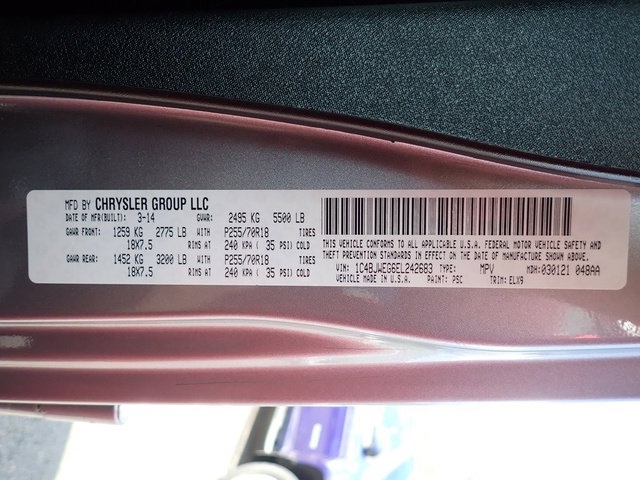 MFD BY CHRYSLER GROUP LLC
DATE OF MFR(BUILT): 3-14 GVWR: 2495 KG 5500 LB
GAWR FRONT: 1259 KG 2775 LB WITH P255/70R18 TIRES
18X7.5 RIMS AT 240 KPA ( 35 PSI) COLD
GAWR REAR: 1452 KG 3200 LB WITH P255/70R18 TIRES
18X7.5 RIMS AT 240 KPA ( 35 PSI) COLD
THIS VEHICLE CONFORMS TO ALL APPLICABLE U.S.A. FEDERAL MOTOR VEHICLE SAFETY AND
THEFT PREVENTION STANDARDS IN EFFECT ON THE DATE OF MANUFACTURE SHOWN ABOVE.
VIN: 1C4BJWEG6EL242683 TYPE: MPV MDH: 030121 048AA
VEHICLE MADE IN U.S.A. PAINT: PSC TRIM: ELX9